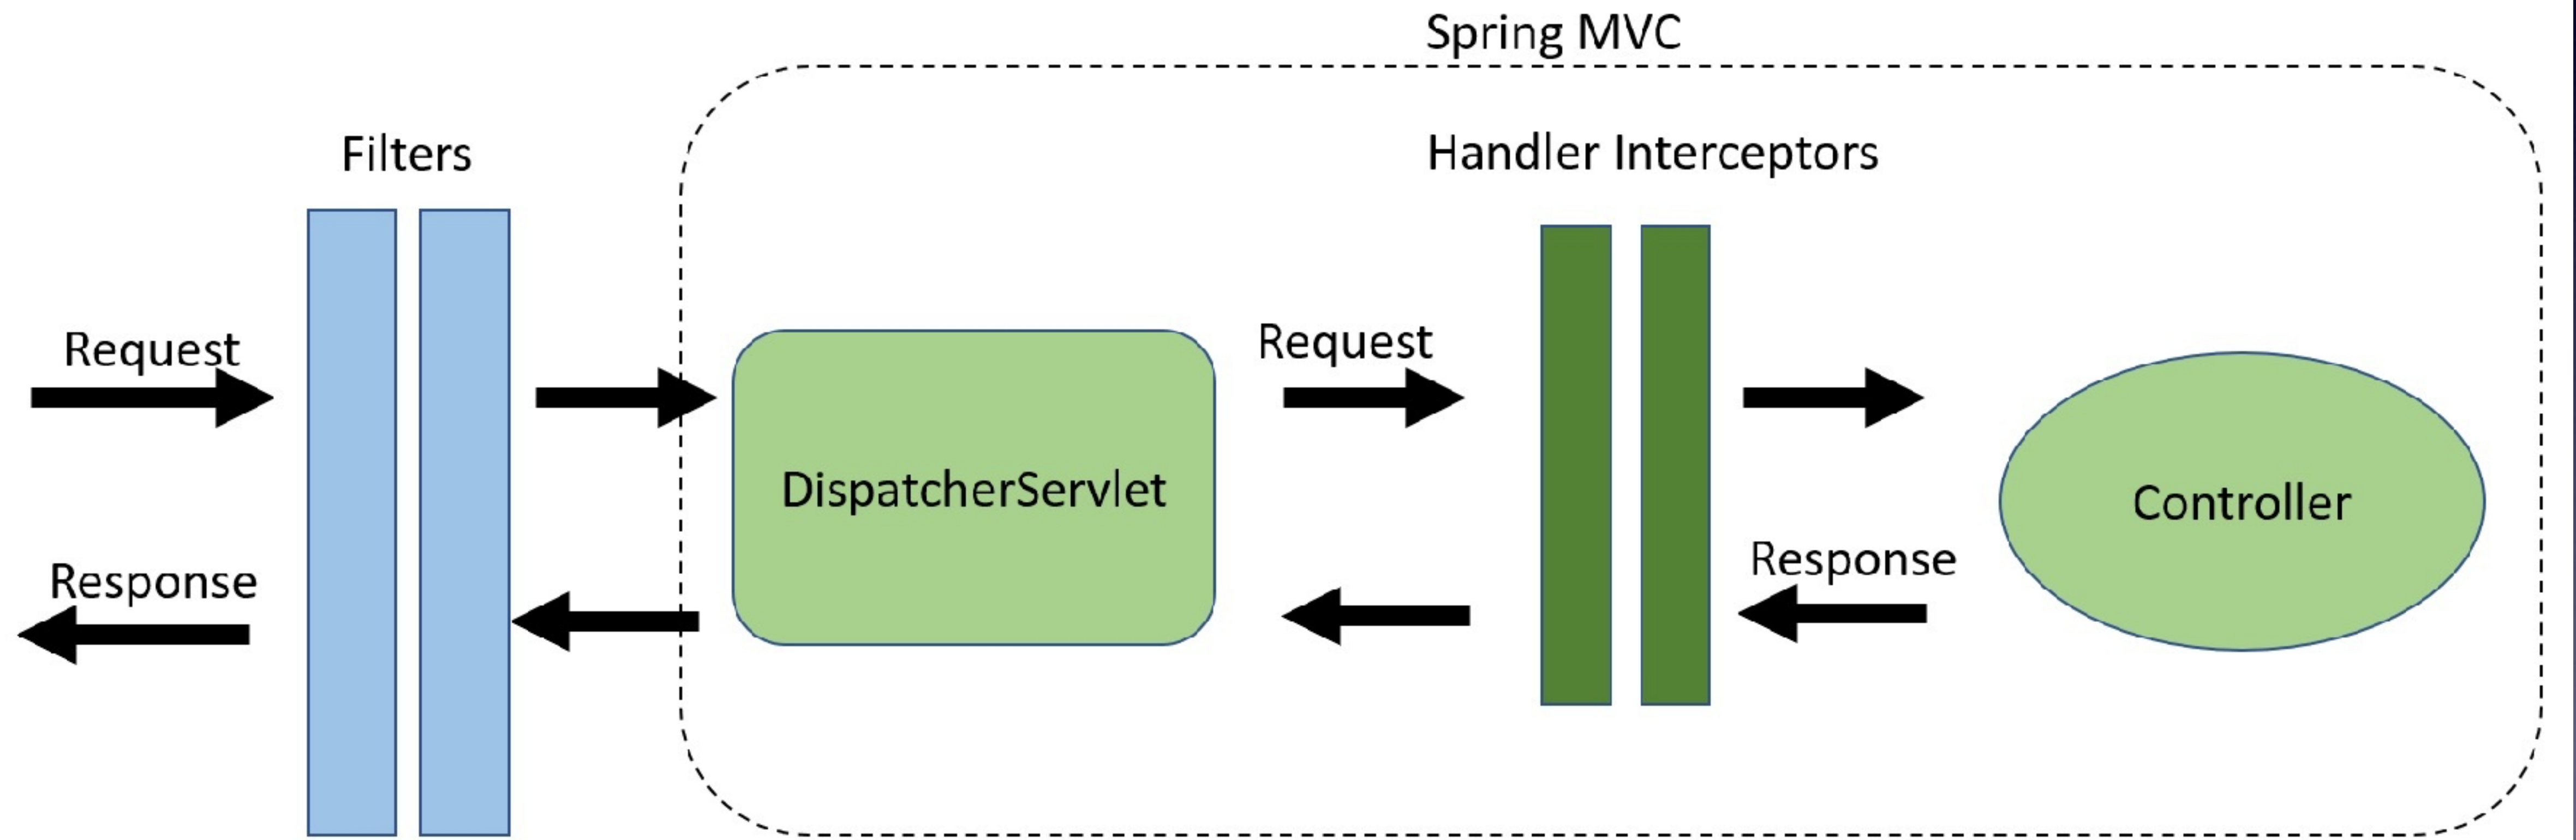 Spring MVC
Filters
Handler Interceptors
Request
Request
DispatcherServlet
Controller
Response
Response